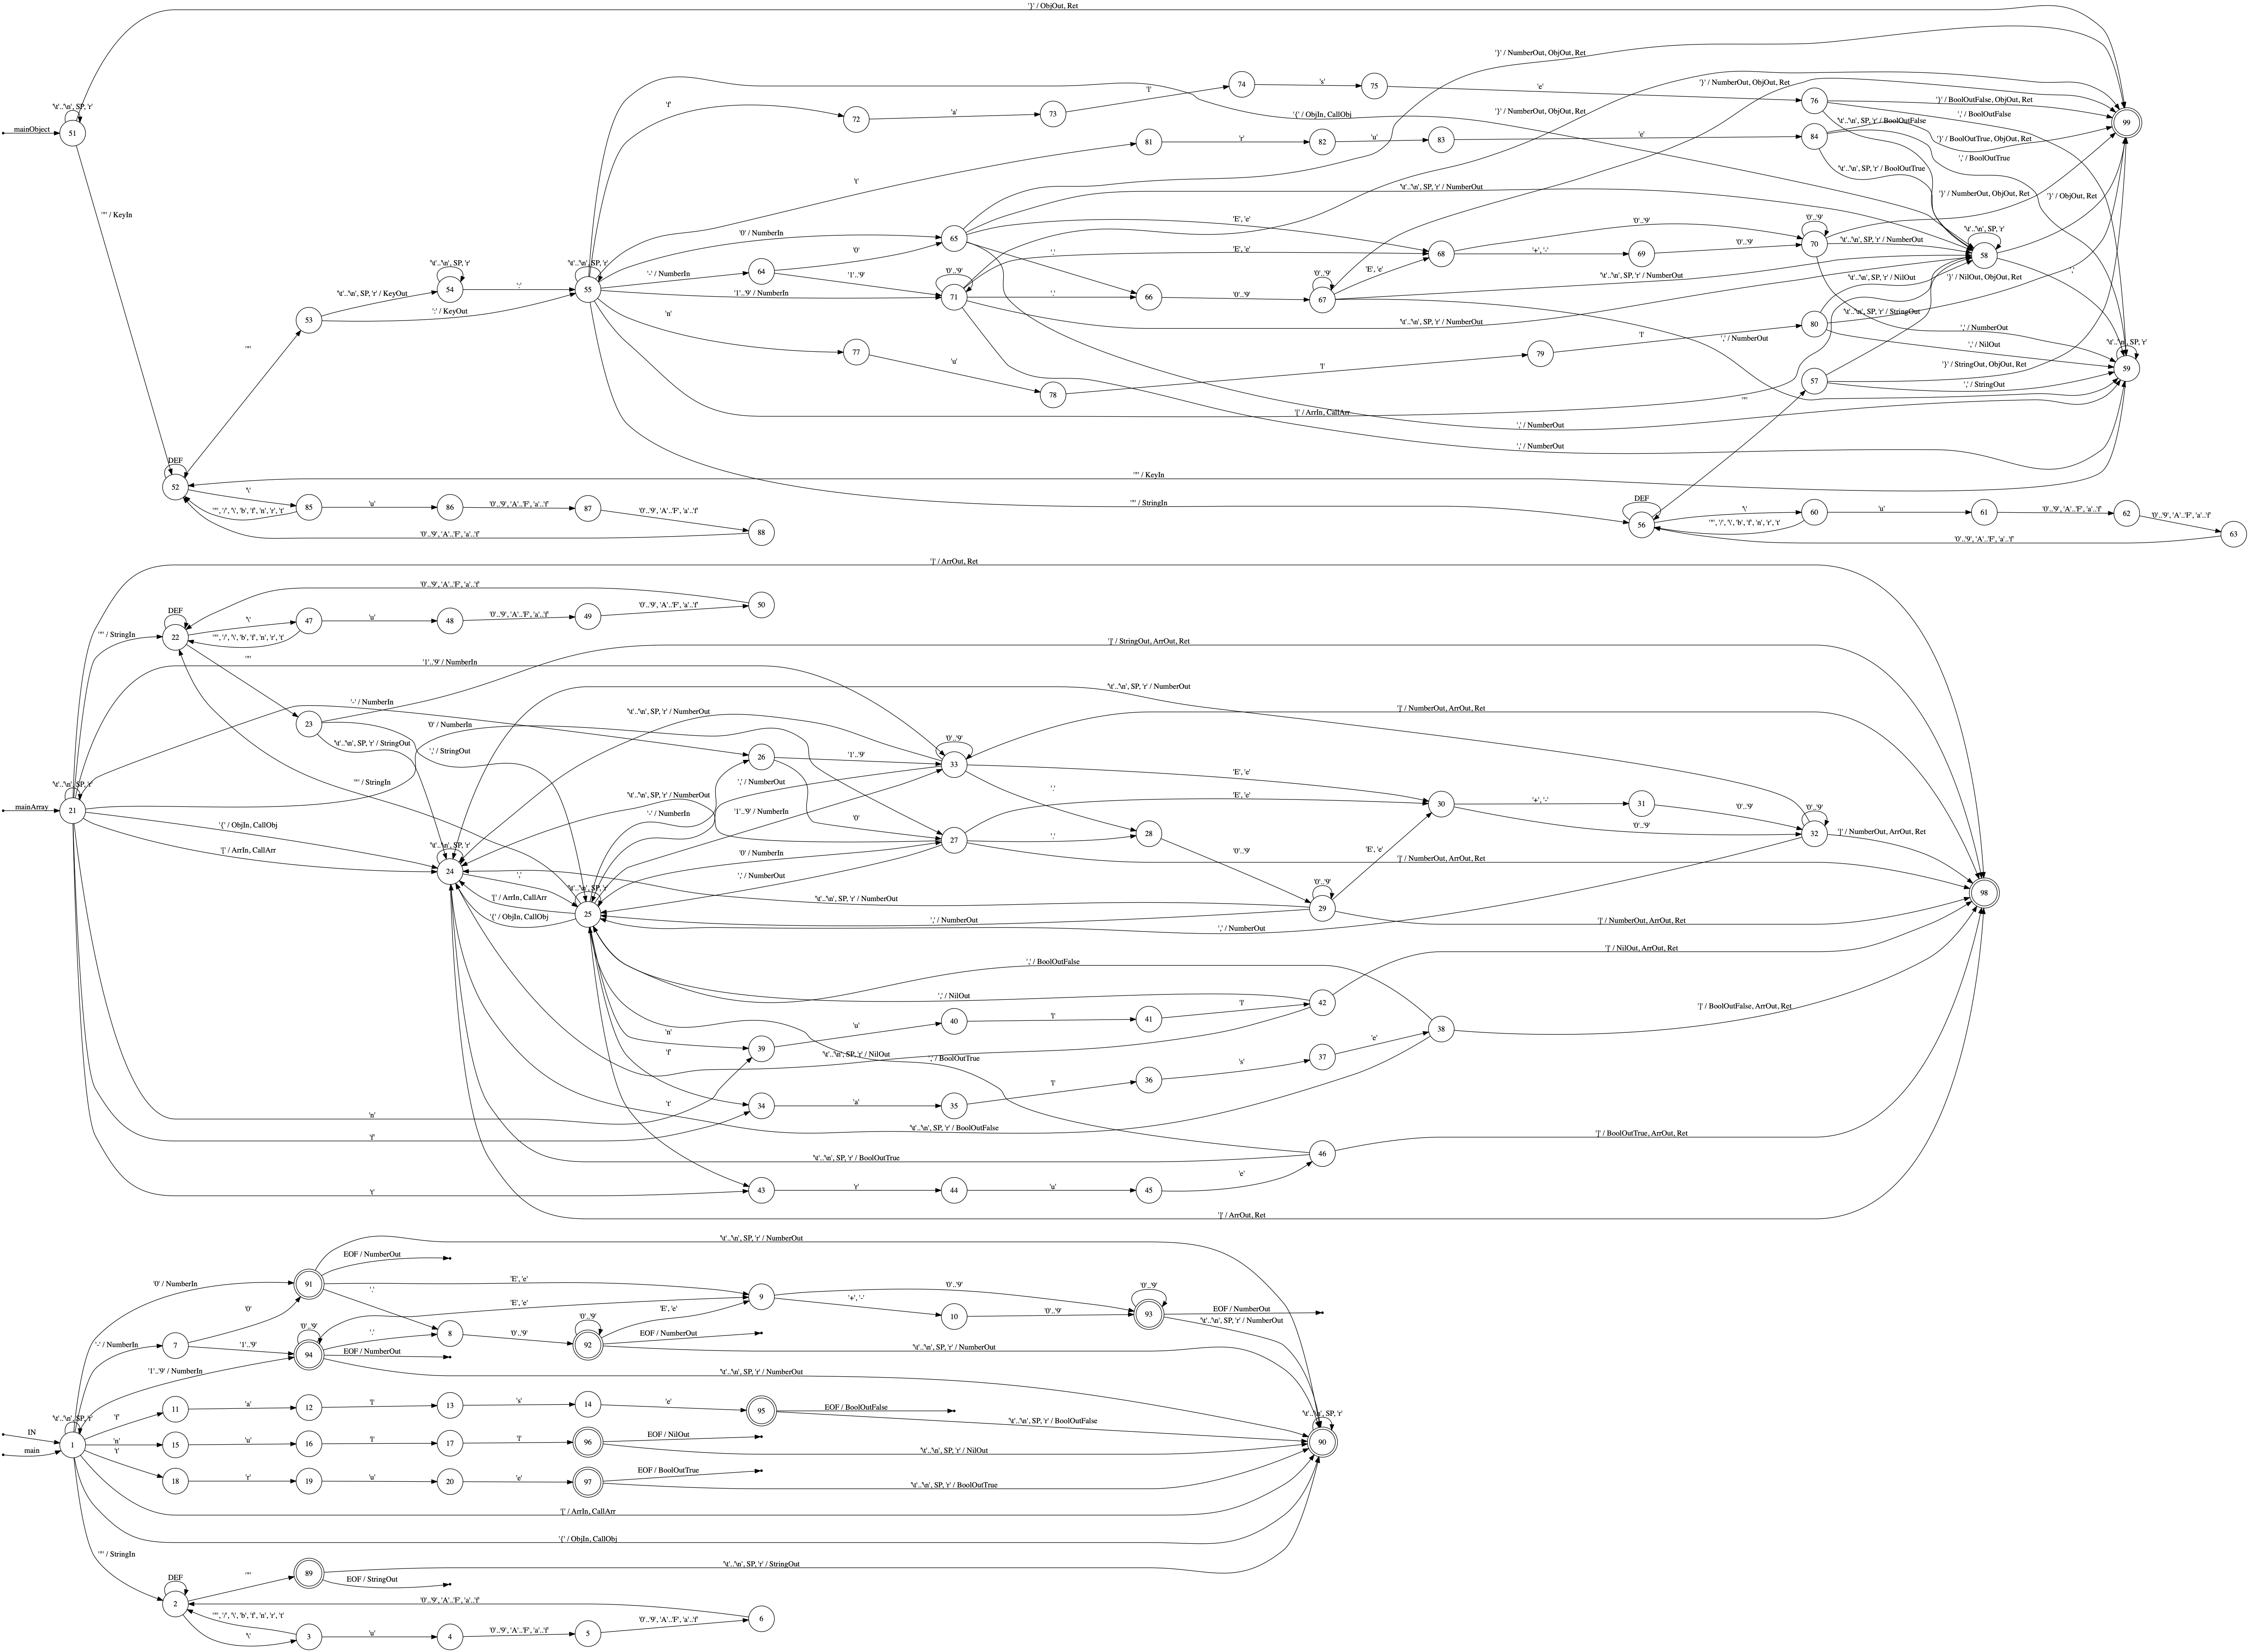 '}' / ObjOut, Ret
'}' / NumberOut, ObjOut, Ret
'\t'..'\n', SP, '\r'
mainObject
51
'"' / KeyIn
'f'
72
'a'
73
'l'
74
's'
75
'e'
76
'{' / ObjIn, CallObj
'}' / NumberOut, ObjOut, Ret
'}' / NumberOut, ObjOut, Ret
'}' / BoolOutFalse, ObjOut, Ret
',' / BoolOutFalse
'\t'..'\n', SP, '\r' / BoolOutFalse
99
't'
81
'r'
82
'u'
83
'e'
84
'}' / BoolOutTrue, ObjOut, Ret
',' / BoolOutTrue
'\t'..'\n', SP, '\r' / BoolOutTrue
'\t'..'\n', SP, '\r' / NumberOut
'}' / NumberOut, ObjOut, Ret
'}' / ObjOut, Ret
'0' / NumberIn
65
'E', 'e'
'0'..'9'
'0'..'9'
70
'\t'..'\n', SP, '\r' / NumberOut
'\t'..'\n', SP, '\r'
58
'\t'..'\n', SP, '\r'
54
':'
'\t'..'\n', SP, '\r'
55
'-' / NumberIn
64
'0'
'1'..'9'
'E', 'e'
'.'
68
'+', '-'
69
'0'..'9'
'\t'..'\n', SP, '\r' / KeyOut
':' / KeyOut
53
'"'
'1'..'9' / NumberIn
'0'..'9'
71
'.'
66
'0'..'9'
'0'..'9'
67
'E', 'e'
'\t'..'\n', SP, '\r' / NumberOut
'\t'..'\n', SP, '\r' / NilOut
'}' / NilOut, ObjOut, Ret
','
'\t'..'\n', SP, '\r' / NumberOut
',' / NumberOut
'n'
77
'u'
78
'l'
79
'l'
80
'\t'..'\n', SP, '\r' / StringOut
',' / NumberOut
',' / NilOut
'\t'..'\n', SP, '\r'
59
57
'}' / StringOut, ObjOut, Ret
',' / StringOut
'"'
'[' / ArrIn, CallArr
',' / NumberOut
',' / NumberOut
'"' / KeyIn
'"' / StringIn
DEF
52
'\\'
'"', '/', '\\', 'b', 'f', 'n', 'r', 't'
85
'u'
86
'0'..'9', 'A'..'F', 'a'..'f'
87
'0'..'9', 'A'..'F', 'a'..'f'
88
'0'..'9', 'A'..'F', 'a'..'f'
DEF
56
'\\'
'"', '/', '\\', 'b', 'f', 'n', 'r', 't'
60
'u'
61
'0'..'9', 'A'..'F', 'a'..'f'
62
'0'..'9', 'A'..'F', 'a'..'f'
63
'0'..'9', 'A'..'F', 'a'..'f'
']' / ArrOut, Ret
'0'..'9', 'A'..'F', 'a'..'f'
50
DEF
22
'\\'
'"', '/', '\\', 'b', 'f', 'n', 'r', 't'
47
'u'
48
'0'..'9', 'A'..'F', 'a'..'f'
49
'0'..'9', 'A'..'F', 'a'..'f'
'"' / StringIn
'"'
']' / StringOut, ArrOut, Ret
'1'..'9' / NumberIn
'\t'..'\n', SP, '\r' / NumberOut
'-' / NumberIn
23
'0' / NumberIn
'\t'..'\n', SP, '\r' / NumberOut
']' / NumberOut, ArrOut, Ret
'\t'..'\n', SP, '\r' / StringOut
',' / StringOut
26
'1'..'9'
'0'..'9'
33
'"' / StringIn
',' / NumberOut
'E', 'e'
'.'
'\t'..'\n', SP, '\r'
mainArray
21
'\t'..'\n', SP, '\r' / NumberOut
'-' / NumberIn
'1'..'9' / NumberIn
'0'
'E', 'e'
30
'+', '-'
31
'0'..'9'
'0'..'9'
'0'..'9'
32
']' / NumberOut, ArrOut, Ret
'{' / ObjIn, CallObj
'[' / ArrIn, CallArr
'\t'..'\n', SP, '\r'
24
','
'0' / NumberIn
27
'.'
28
'0'..'9'
'E', 'e'
']' / NumberOut, ArrOut, Ret
',' / NumberOut
98
'\t'..'\n', SP, '\r'
25
'[' / ArrIn, CallArr
'{' / ObjIn, CallObj
'\t'..'\n', SP, '\r' / NumberOut
',' / NumberOut
'0'..'9'
29
']' / NumberOut, ArrOut, Ret
',' / NumberOut
']' / NilOut, ArrOut, Ret
',' / BoolOutFalse
',' / NilOut
42
']' / BoolOutFalse, ArrOut, Ret
'n'
39
'u'
40
'l'
41
'l'
38
'f'
'\t'..'\n', SP, '\r' / NilOut
',' / BoolOutTrue
'e'
37
's'
36
'l'
't'
34
'a'
35
'n'
'f'
'\t'..'\n', SP, '\r' / BoolOutFalse
']' / BoolOutTrue, ArrOut, Ret
'\t'..'\n', SP, '\r' / BoolOutTrue
46
't'
43
'r'
44
'u'
45
'e'
']' / ArrOut, Ret
'\t'..'\n', SP, '\r' / NumberOut
EOF / NumberOut
'0' / NumberIn
91
'E', 'e'
'.'
'0'
'E', 'e'
'0'..'9'
'E', 'e'
9
'0'..'9'
'+', '-'
10
'0'..'9'
'0'..'9'
93
EOF / NumberOut
'\t'..'\n', SP, '\r' / NumberOut
'-' / NumberIn
7
'1'..'9'
'0'..'9'
94
'.'
8
'0'..'9'
92
EOF / NumberOut
'\t'..'\n', SP, '\r' / NumberOut
EOF / NumberOut
'1'..'9' / NumberIn
'\t'..'\n', SP, '\r' / NumberOut
'f'
11
'a'
12
'l'
13
's'
14
'e'
95
EOF / BoolOutFalse
'\t'..'\n', SP, '\r' / BoolOutFalse
'\t'..'\n', SP, '\r'
90
'\t'..'\n', SP, '\r'
IN
main
1
'n'
15
'u'
16
'l'
17
'l'
96
EOF / NilOut
'\t'..'\n', SP, '\r' / NilOut
't'
18
'r'
19
'u'
20
'e'
97
EOF / BoolOutTrue
'\t'..'\n', SP, '\r' / BoolOutTrue
'[' / ArrIn, CallArr
'{' / ObjIn, CallObj
'"' / StringIn
'\t'..'\n', SP, '\r' / StringOut
89
EOF / StringOut
DEF
2
'"'
'0'..'9', 'A'..'F', 'a'..'f'
'"', '/', '\\', 'b', 'f', 'n', 'r', 't'
'\\'
3
'u'
4
'0'..'9', 'A'..'F', 'a'..'f'
5
'0'..'9', 'A'..'F', 'a'..'f'
6